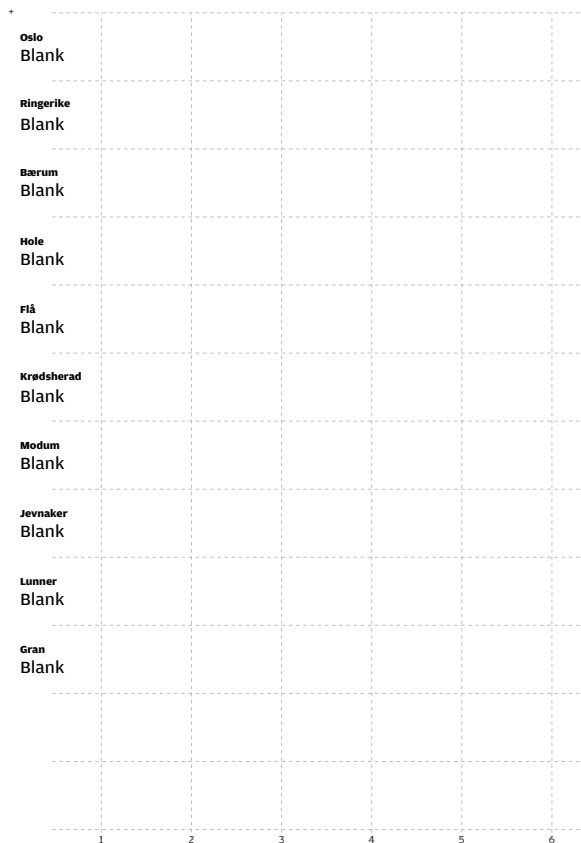 +
Oslo
Blank
Ringerike
Blank
Bærum
Blank
Hole
Blank
Flå
Blank
Krødsherad
Blank
Modum
Blank
Jevnaker
Blank
Lunner
Blank
Gran
Blank
1 2 3 4 5 6